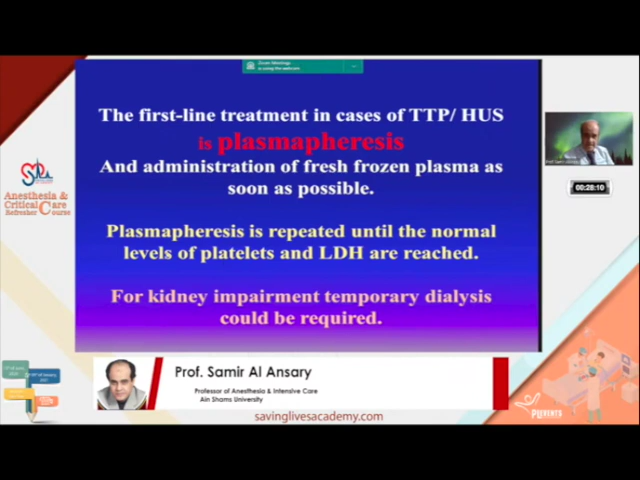 Zoom Meetings
The first-line treatment in cases of TTP/ HUS
is plasmapheresis
And administration of fresh frozen plasma as
soon as possible.
Plasmapheresis is repeated until the normal
levels of platelets and LDH are reached.
For kidney impairment temporary dialysis
could be required.
00:28:10
Anesthesia &
Critical Care
Refresher Course
Prof. Samir Al Ansary
Professor of Anesthesia & Intensive Care
Ain Shams University
savinglivesacademy.com
PREVENTS